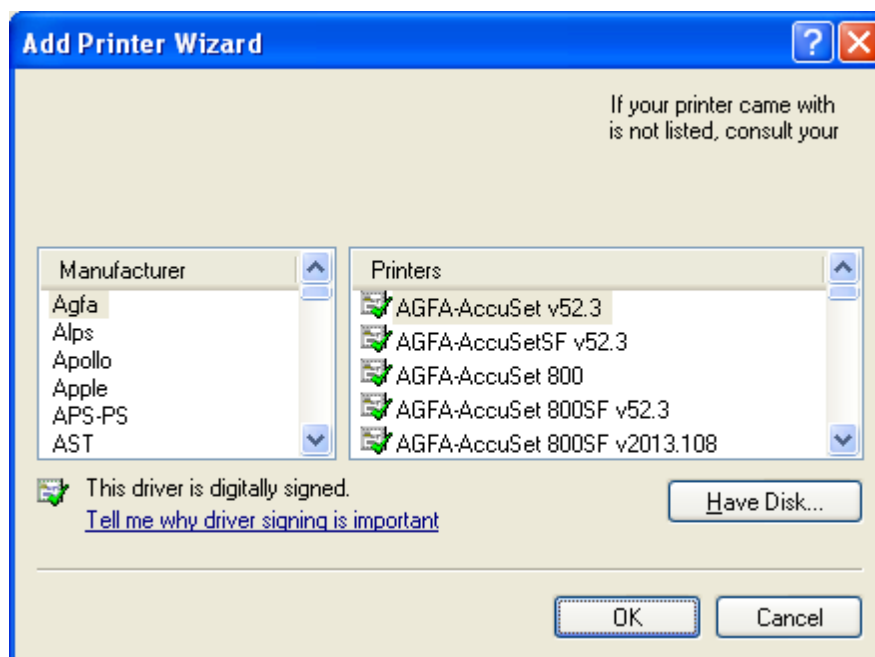 Add Printer Wizard
If your printer came with
is not listed, consult your
Manufacturer
Agfa
Alps
Apollo
Apple
APS-PS
AST
Printers
AGFA-AccuSet v52.3
AGFA-AccuSetSF v52.3
AGFA-AccuSet 800
AGFA-AccuSet 800SF v52.3
AGFA-AccuSet 800SF v2013.108
This driver is digitally signed.
Tell me why driver signing is important
Have Disk...
OK
Cancel